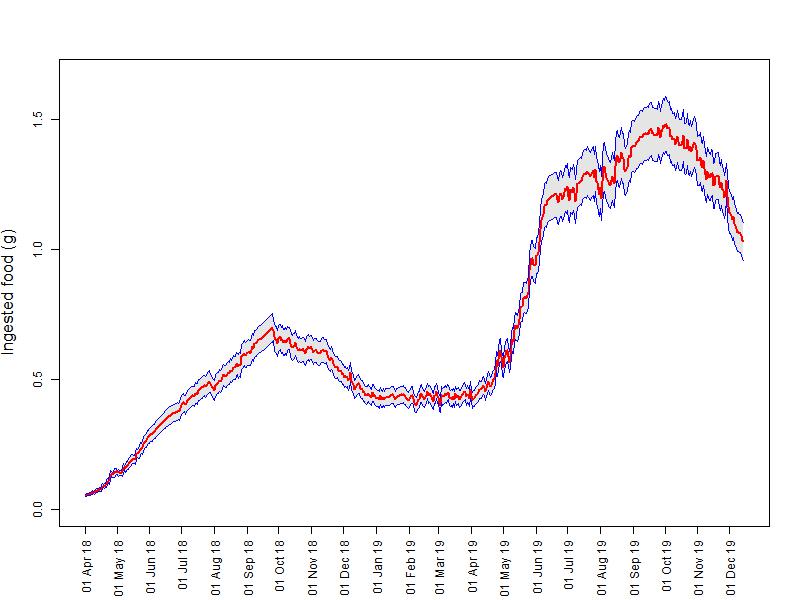 Ingested food (g)
1.5
1.0
0.5
0.0
01 Apr 18
01 May 18
01 Jun 18
01 Jul 18
01 Aug 18
01 Sep 18
01 Oct 18
01 Nov 18
01 Dec 18
01 Jan 19
01 Feb 19
01 Mar 19
01 Apr 19
01 May 19
01 Jun 19
01 Jul 19
01 Aug 19
01 Sep 19
01 Oct 19
01 Nov 19
01 Dec 19